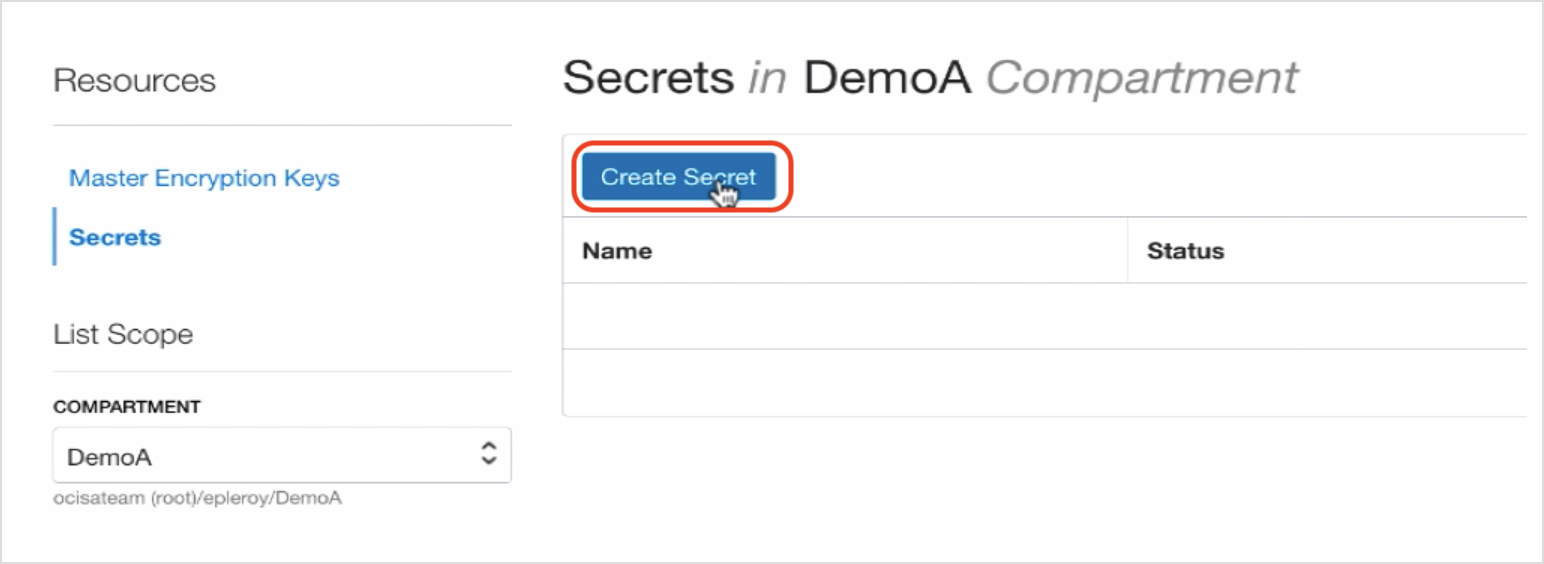 Resources
Master Encryption Keys
Secrets
List Scope
COMPARTMENT
DemoA
ocisateam (root)/epleroy/DemoA
Secrets in DemoA Compartment
Create Secret
Name Status